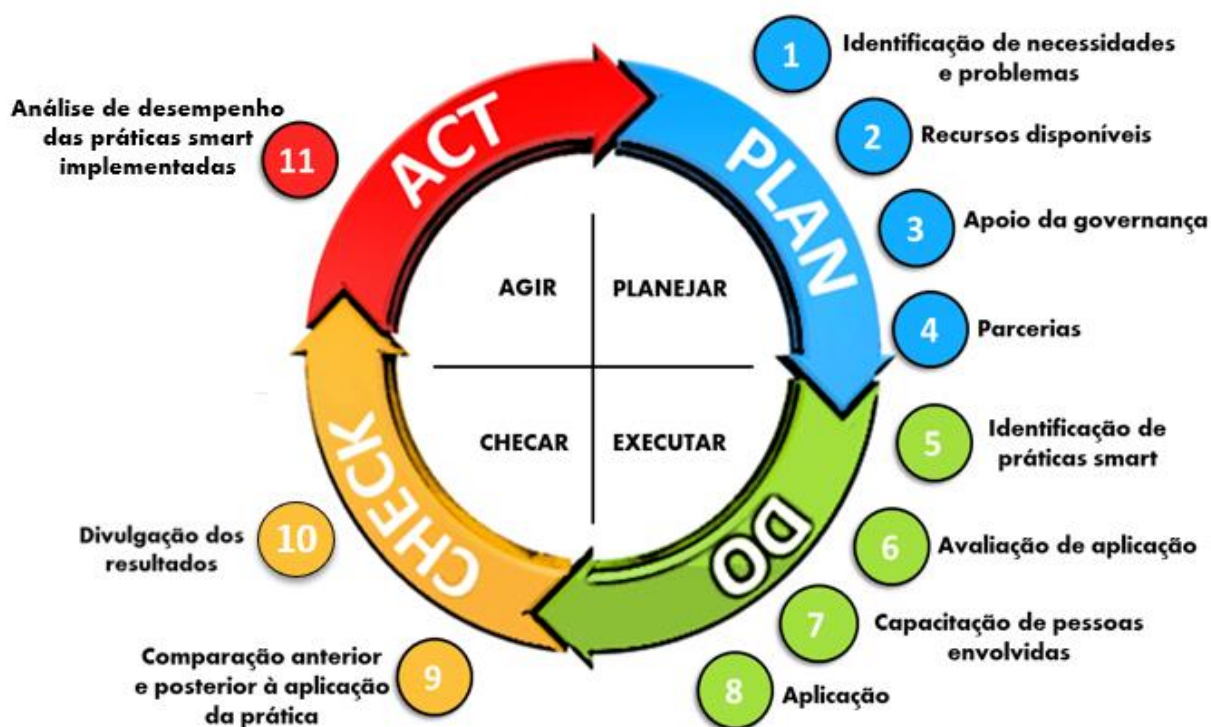 1
Identificação de necessidades
e problemas
2
Recursos disponíveis
3
Apoio da governança
4
Parcerias
5
Identificação de
práticas smart
6
Avaliação de aplicação
7
Capacitação de pessoas
envolvidas
8
Aplicação
9
Comparação anterior
e posterior à aplicação
da prática
10
Divulgação dos
resultados
11
Análise de desempenho
das práticas smart
implementadas
ACT
PLAN
DO
CHECK
AGIR
PLANEJAR
CHECAR
EXECUTAR